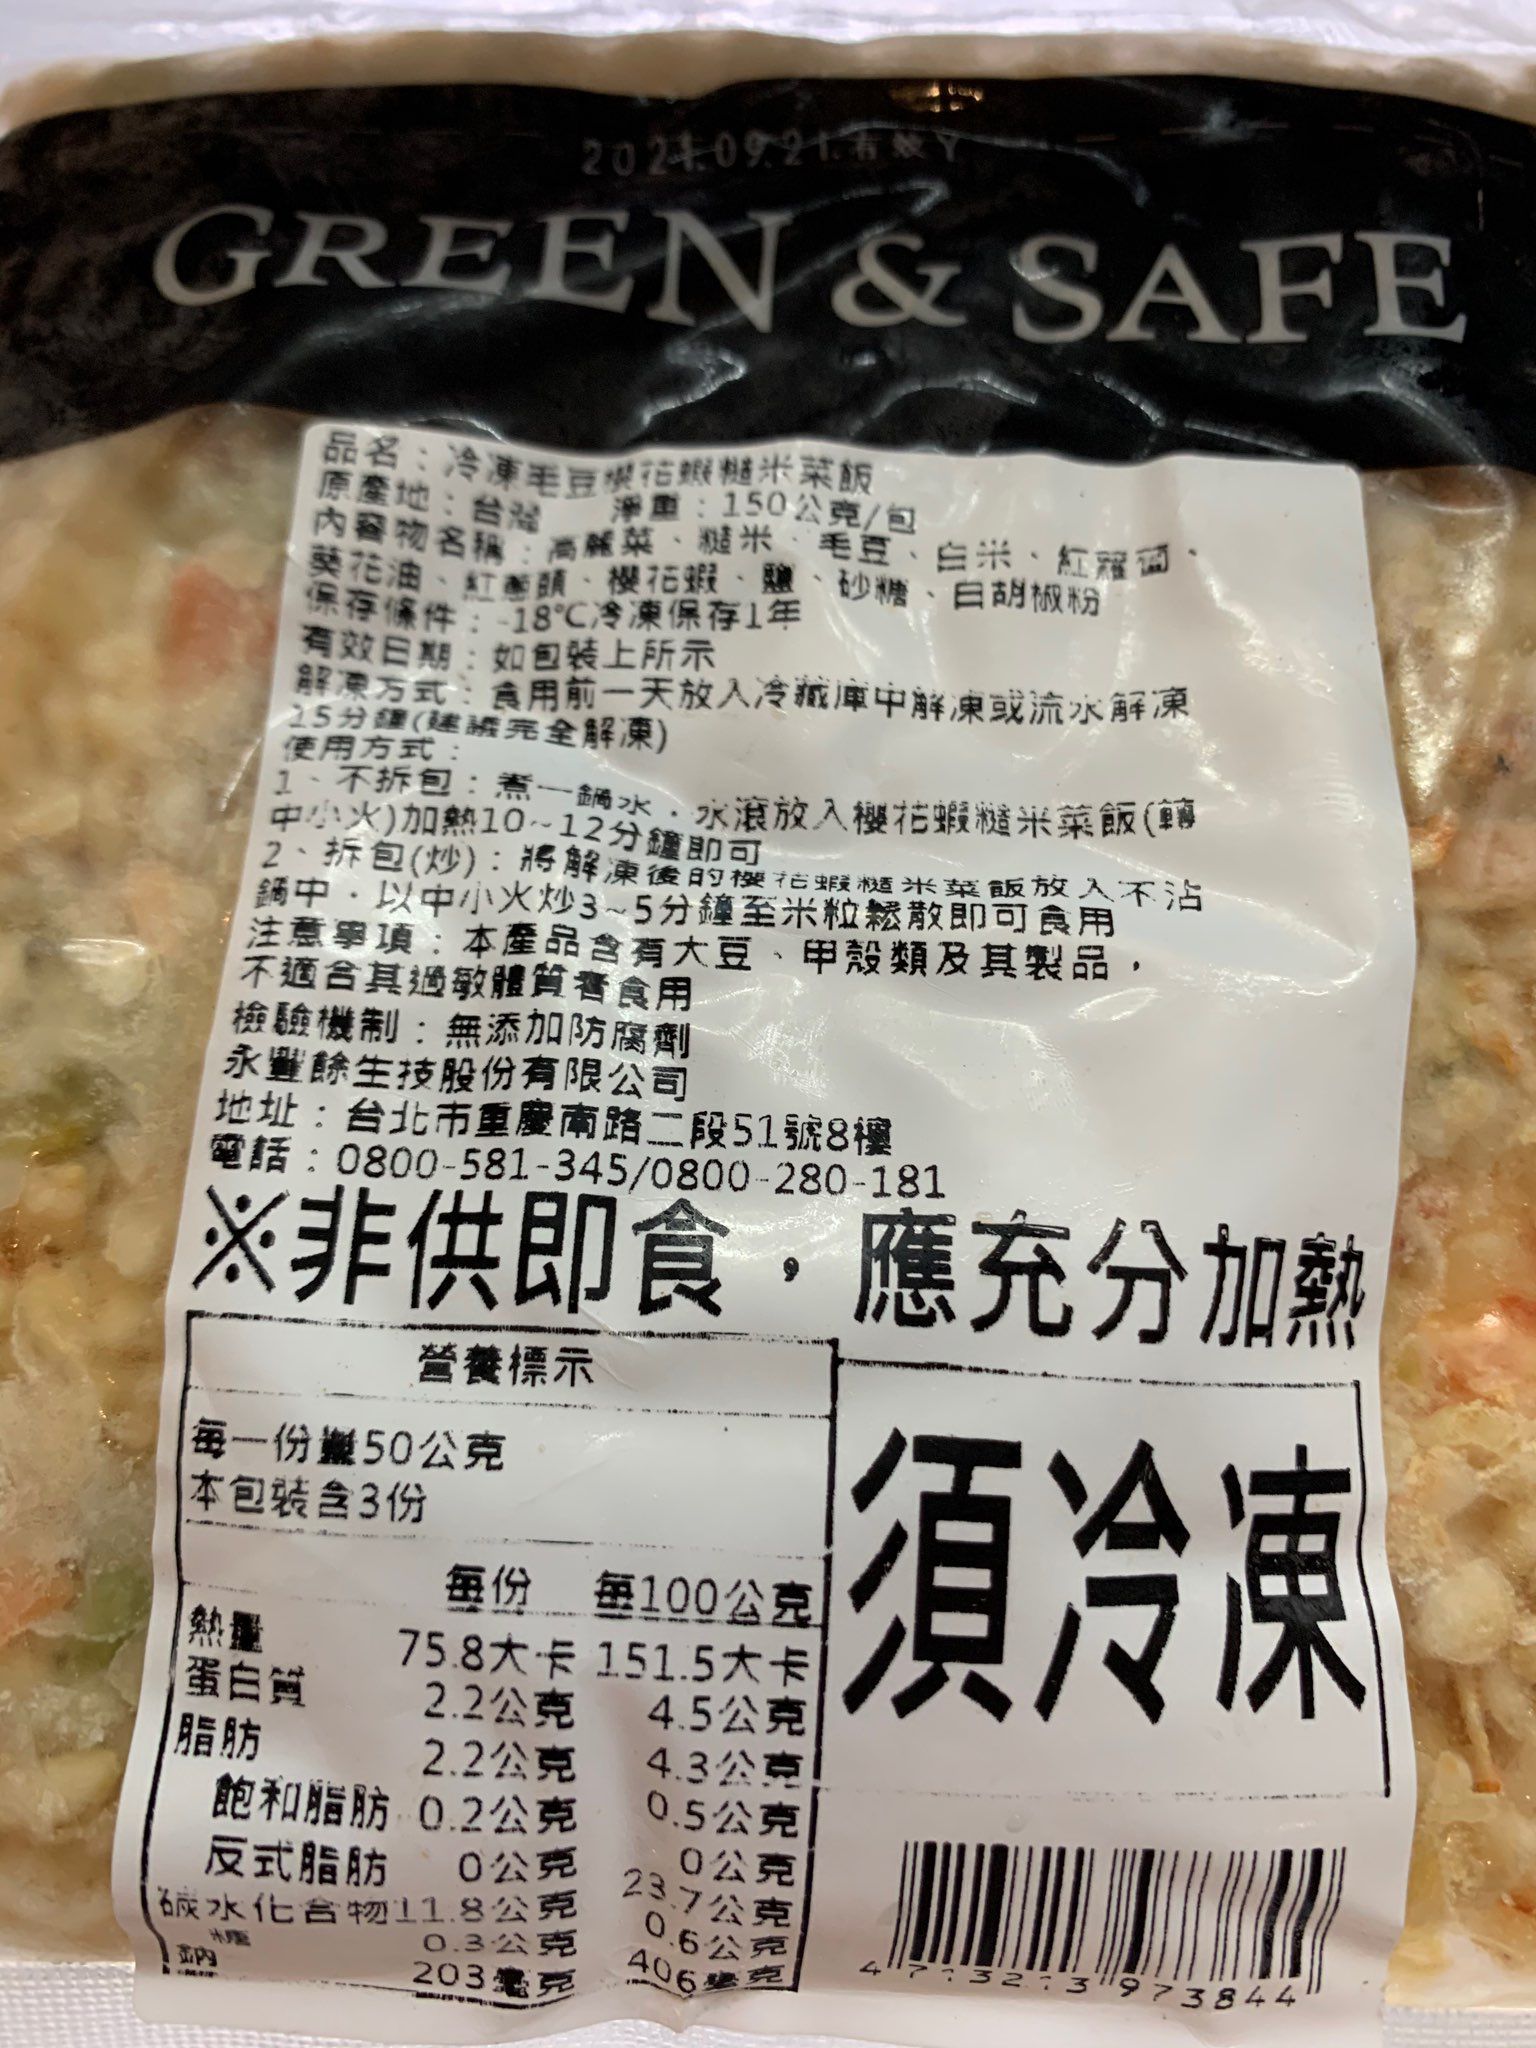 2021.09.21.有效Y
GREEN & SAFE
品名：冷凍毛豆櫻花蝦糙米菜飯
原產地：台灣 淨重：150公克/包
內容物名稱：高麗菜、糙米、毛豆、白米、紅蘿蔔、
葵花油、紅蔥頭、櫻花蝦、鹽、砂糖、白胡椒粉
保存條件：-18℃冷凍保存1年
有效日期：如包裝上所示
解凍方式：食用前一天放入冷藏庫中解凍或流水解凍
15分鐘(建議完全解凍)
使用方式：
1、不拆包：煮一鍋水，水滾放入櫻花蝦糙米菜飯(轉
中小火)加熱10~12分鐘即可
2、拆包(炒)：將解凍後的櫻花蝦糙米菜飯放入不沾
鍋中，以中小火炒3~5分鐘至米粒鬆散即可食用
注意事項：本產品含有大豆、甲殼類及其製品，
不適合其過敏體質者食用
檢驗機制：無添加防腐劑
永豐餘生技股份有限公司
地址：台北市重慶南路二段51號8樓
電話：0800-581-345/0800-280-181
※非供即食，應充分加熱
營養標示
每一份量50公克
本包裝含3份
每份 每100公克
熱量 75.8大卡 151.5大卡
蛋白質 2.2公克 4.5公克
脂肪 2.2公克 4.3公克
飽和脂肪 0.2公克 0.5公克
反式脂肪 0公克 0公克
碳水化合物 11.8公克 23.7公克
糖 0.3公克 0.6公克
鈉 203毫克 406毫克
須冷凍